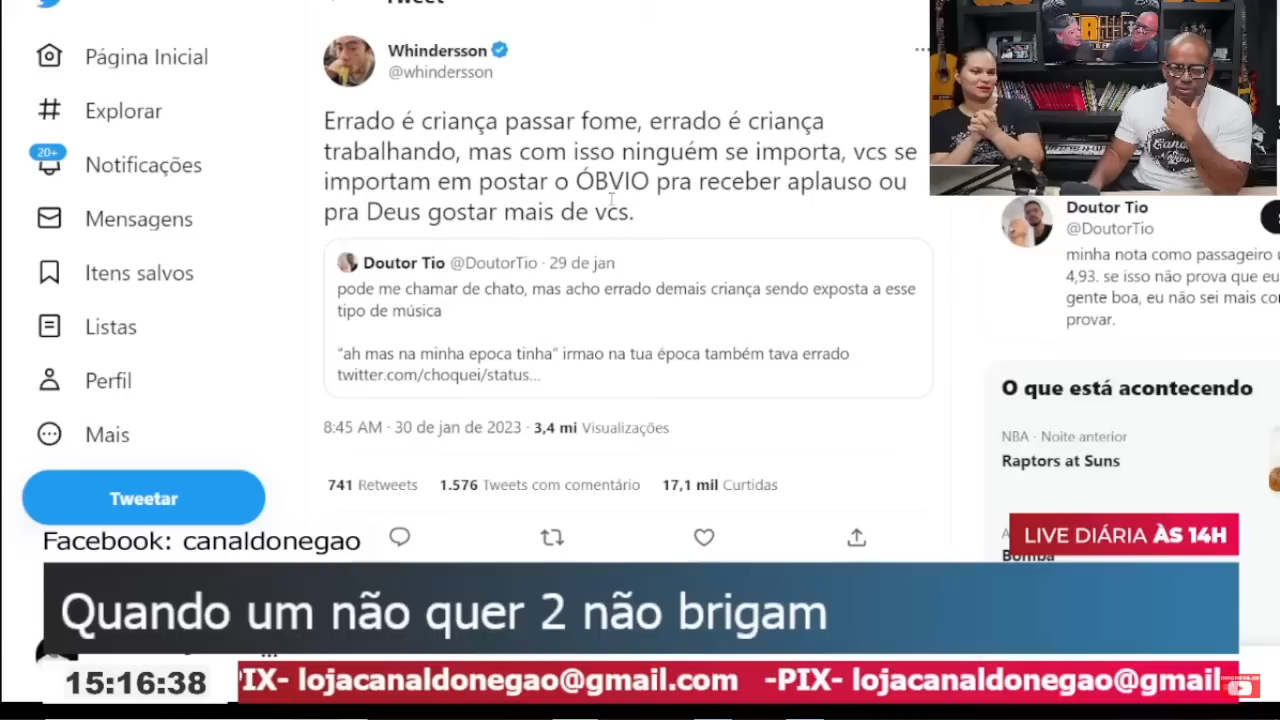 Tweet
Página Inicial
Explorar
20+
Notificações
Mensagens
Itens salvos
Listas
Perfil
Mais
Tweetar
Whindersson
@whindersson
Errado é criança passar fome, errado é criança
trabalhando, mas com isso ninguém se importa, vcs se
importam em postar o ÓBVIO pra receber aplauso ou
pra Deus gostar mais de vcs.
Doutor Tio @DoutorTio · 29 de jan
pode me chamar de chato, mas acho errado demais criança sendo exposta a esse
tipo de música
“ah mas na minha epoca tinha” irmao na tua época também tava errado
twitter.com/choquei/status...
8:45 AM · 30 de jan de 2023 · 3,4 mi Visualizações
741 Retweets 1.576 Tweets com comentário 17,1 mil Curtidas
Doutor Tio
@DoutorTio
minha nota como passageiro
4,93. se isso não prova que eu
gente boa, eu não sei mais
provar.
O que está acontecendo
NBA · Noite anterior
Raptors at Suns
LIVE DIÁRIA ÀS 14H
Bomba
Facebook: canaldonegao
Quando um não quer 2 não brigam
15:16:38
PIX- lojacanaldonegao@gmail.com -PIX- lojacanaldonegao@gmail